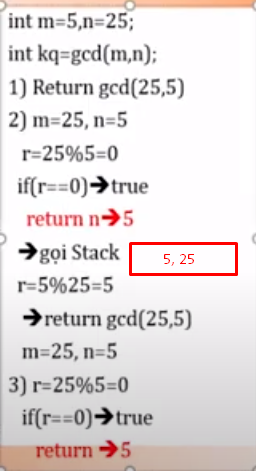 int m=5,n=25;
int kq=gcd(m,n);
1) Return gcd(25,5)
2) m=25, n=5
r=25%5=0
if(r==0)➔true
return n➔5
➔gọi Stack 5, 25
r=5%25=5
➔return gcd(25,5)
m=25, n=5
3) r=25%5=0
if(r==0)➔true
return ➔5